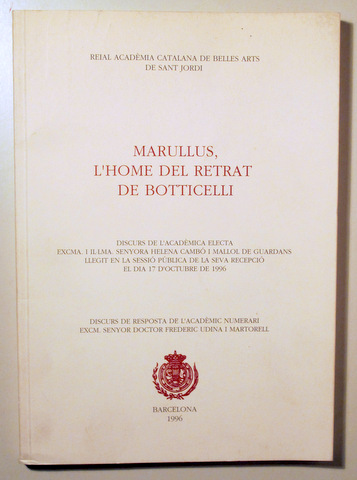 REIAL ACADÈMIA CATALANA DE BELLES ARTS
DE SANT JORDI
MARULLUS,
L'HOME DEL RETRAT
DE BOTTICELLI
DISCURS DE L'ACADÈMICA ELECTA
EXCMA. I IL·LMA. SENYORA HELENA CAMBÓ I MALLOL DE GUARDANS
LLEGIT EN LA SESSIÓ PÚBLICA DE LA SEVA RECEPCIÓ
EL DIA 17 D'OCTUBRE DE 1996
DISCURS DE RESPOSTA DE L'ACADÈMIC NUMERARI
EXCM. SENYOR DOCTOR FREDERIC UDINA I MARTORELL
BARCELONA
1996